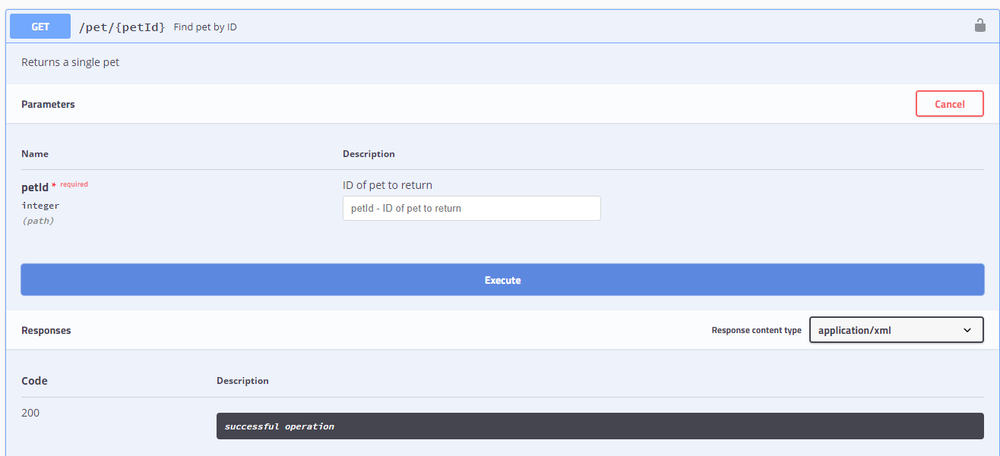 GET /pet/{petId} Find pet by ID
Returns a single pet
Parameters Cancel
Name Description
petId * required ID of pet to return
integer petId - ID of pet to return
(path)
Execute
Responses Response content type application/xml
Code Description
200 successful operation